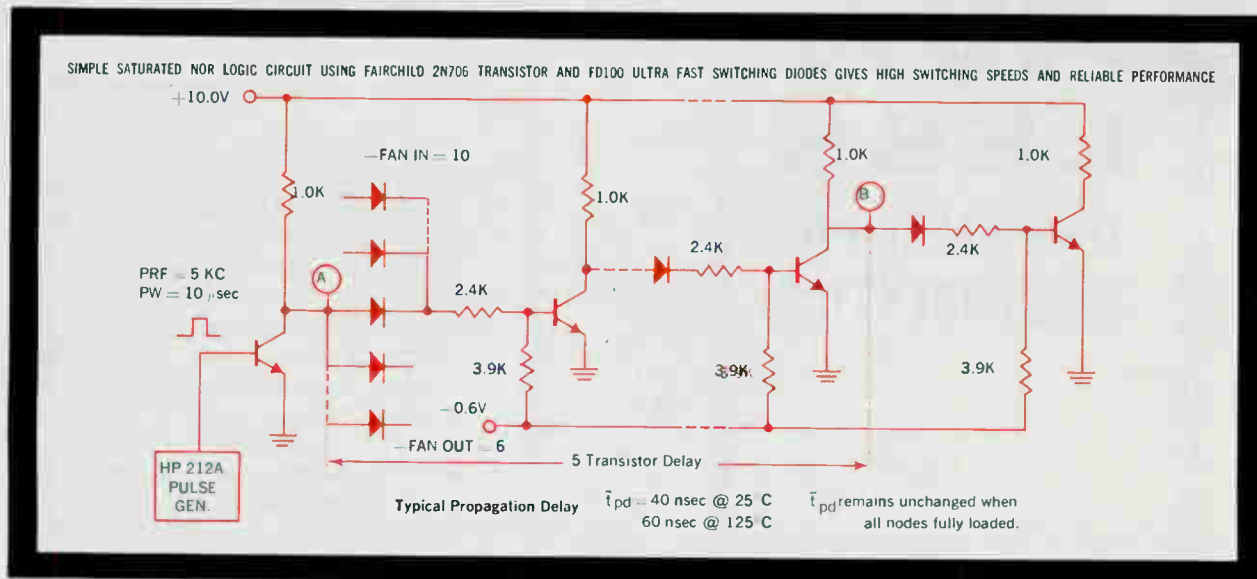 SIMPLE SATURATED NOR LOGIC CIRCUIT USING FAIRCHILD 2N706 TRANSISTOR AND FD100 ULTRA FAST SWITCHING DIODES GIVES HIGH SWITCHING SPEEDS AND RELIABLE PERFORMANCE
+10.0V
—FAN IN = 10
1.0K
1.0K
1.0K
1.0K
B
A
PRF = 5 KC
PW = 10 μsec
2.4K
2.4K
2.4K
3.9K
3.9K
3.9K
—0.6V
—FAN OUT = 6
HP 212A
PULSE
GEN.
5 Transistor Delay
Typical Propagation Delay t̄pd = 40 nsec @ 25°C
60 nsec @ 125°C
t̄pd remains unchanged when
all nodes fully loaded.